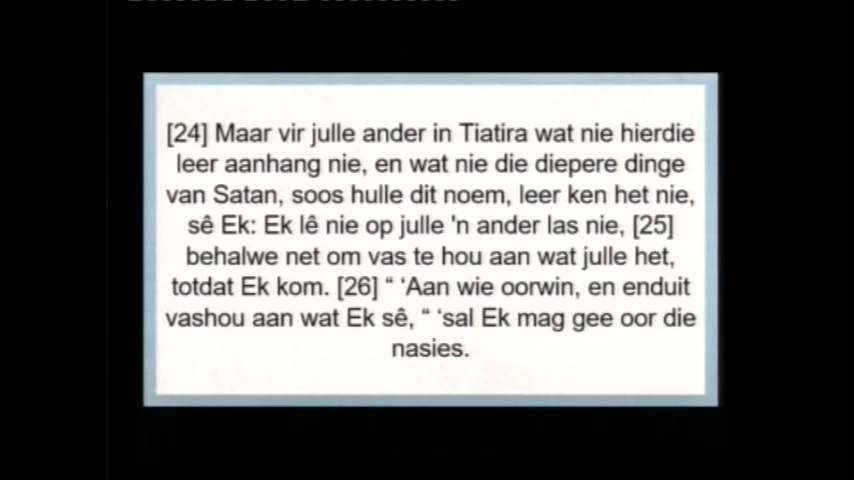 [24] Maar vir julle ander in Tiatira wat nie hierdie
leer aanhang nie, en wat nie die diepere dinge
van Satan, soos hulle dit noem, leer ken het nie,
sê Ek: Ek lê nie op julle 'n ander las nie, [25]
behalwe net om vas te hou aan wat julle het,
totdat Ek kom. [26] “ ‘Aan wie oorwin, en enduit
vashou aan wat Ek sê, “ ‘sal Ek mag gee oor die
nasies.